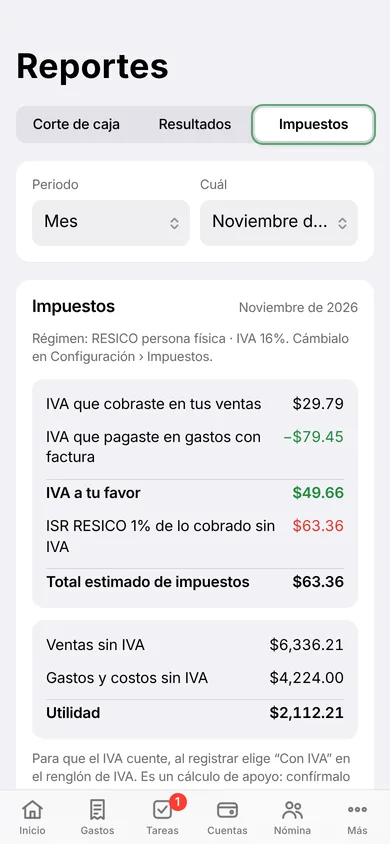 Reportes
Corte de caja
Resultados
Impuestos
Periodo
Cuál
Mes
Noviembre d...
Impuestos
Noviembre de 2026
Régimen: RESICO persona física · IVA 16%. Cámbialo
en Configuración › Impuestos.
IVA que cobraste en tus ventas $29.79
IVA que pagaste en gastos con −$79.45
factura
IVA a tu favor $49.66
ISR RESICO 1% de lo cobrado sin $63.36
IVA
Total estimado de impuestos $63.36
Ventas sin IVA $6,336.21
Gastos y costos sin IVA $4,224.00
Utilidad $2,112.21
Para que el IVA cuente, al registrar elige “Con IVA” en
el renglón de IVA. Es un cálculo de apoyo: confírmalo
1
Inicio
Gastos
Tareas
Cuentas
Nómina
Más